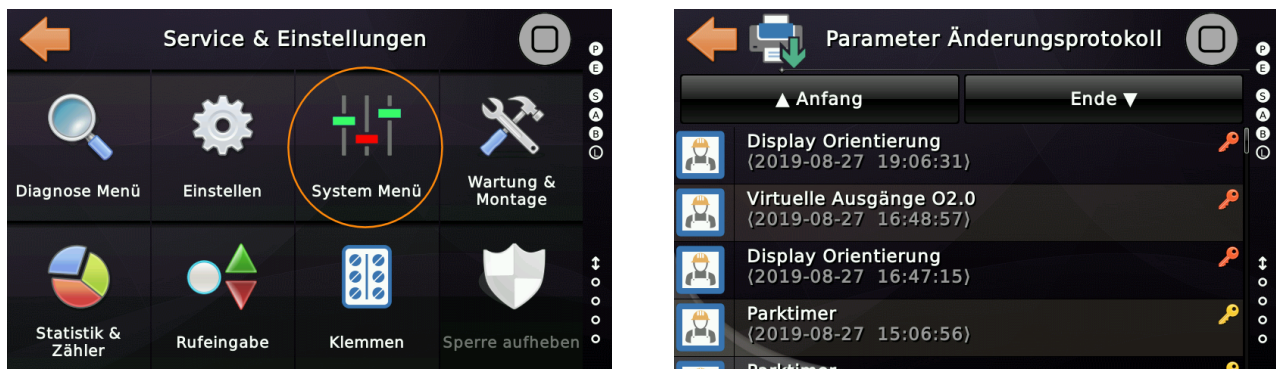 Service & Einstellungen
P
E
S
A
B
L
Diagnose Menü
Einstellen
System Menü
Wartung &
Montage
Statistik &
Zähler
Rufeingabe
Klemmen
Sperre aufheben
Parameter Änderungsprotokoll
P
E
S
A
B
L
▲ Anfang
Ende ▼
Display Orientierung
(2019-08-27 19:06:31)
Virtuelle Ausgänge O2.0
(2019-08-27 16:48:57)
Display Orientierung
(2019-08-27 16:47:15)
Parktimer
(2019-08-27 15:06:56)
Parktimer